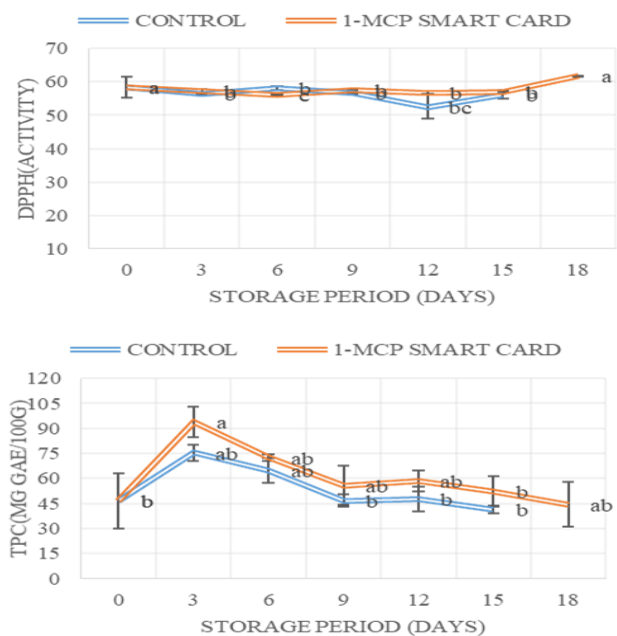 CONTROL 1-MCP SMART CARD
DPPH(ACTIVITY)
70
60
50
40
30
20
10
a b b b b b a
b c b bc b
0 3 6 9 12 15 18
STORAGE PERIOD (DAYS)
CONTROL 1-MCP SMART CARD
TPC(MG GAE/100G)
120
105
90
75
60
45
30
15
0
b a ab ab ab b ab
ab ab b b b
0 3 6 9 12 15 18
STORAGE PERIOD (DAYS)